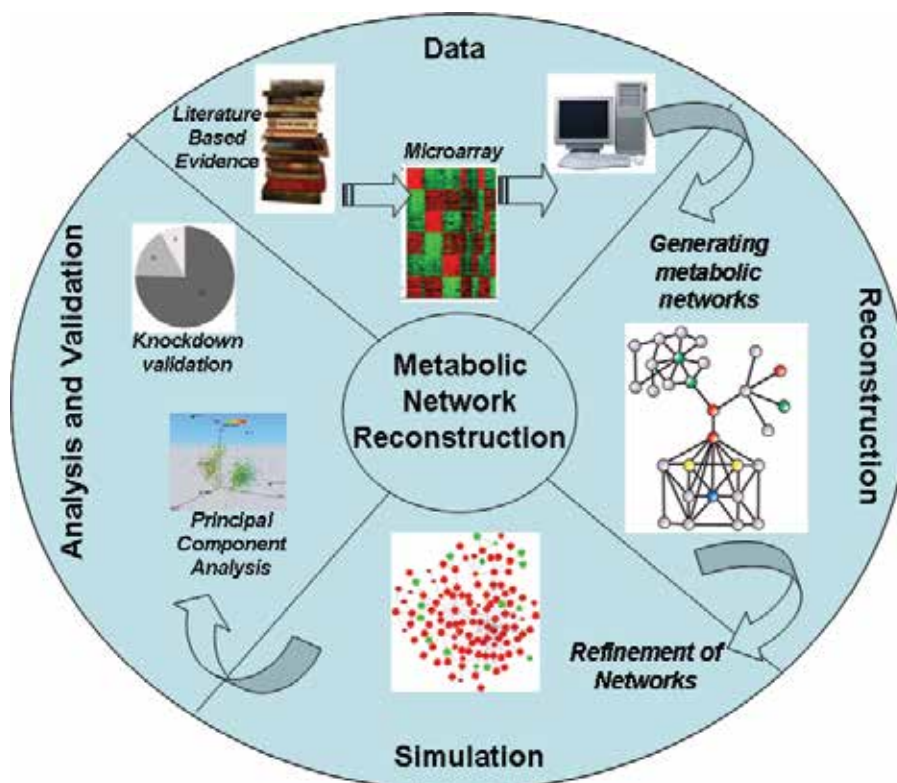 Data
Literature
Based
Evidence
Microarray
Generating
metabolic
networks
Reconstruction
Refinement of
Networks
Simulation
Principal
Component
Analysis
Knockdown
validation
Analysis and Validation
Metabolic
Network
Reconstruction